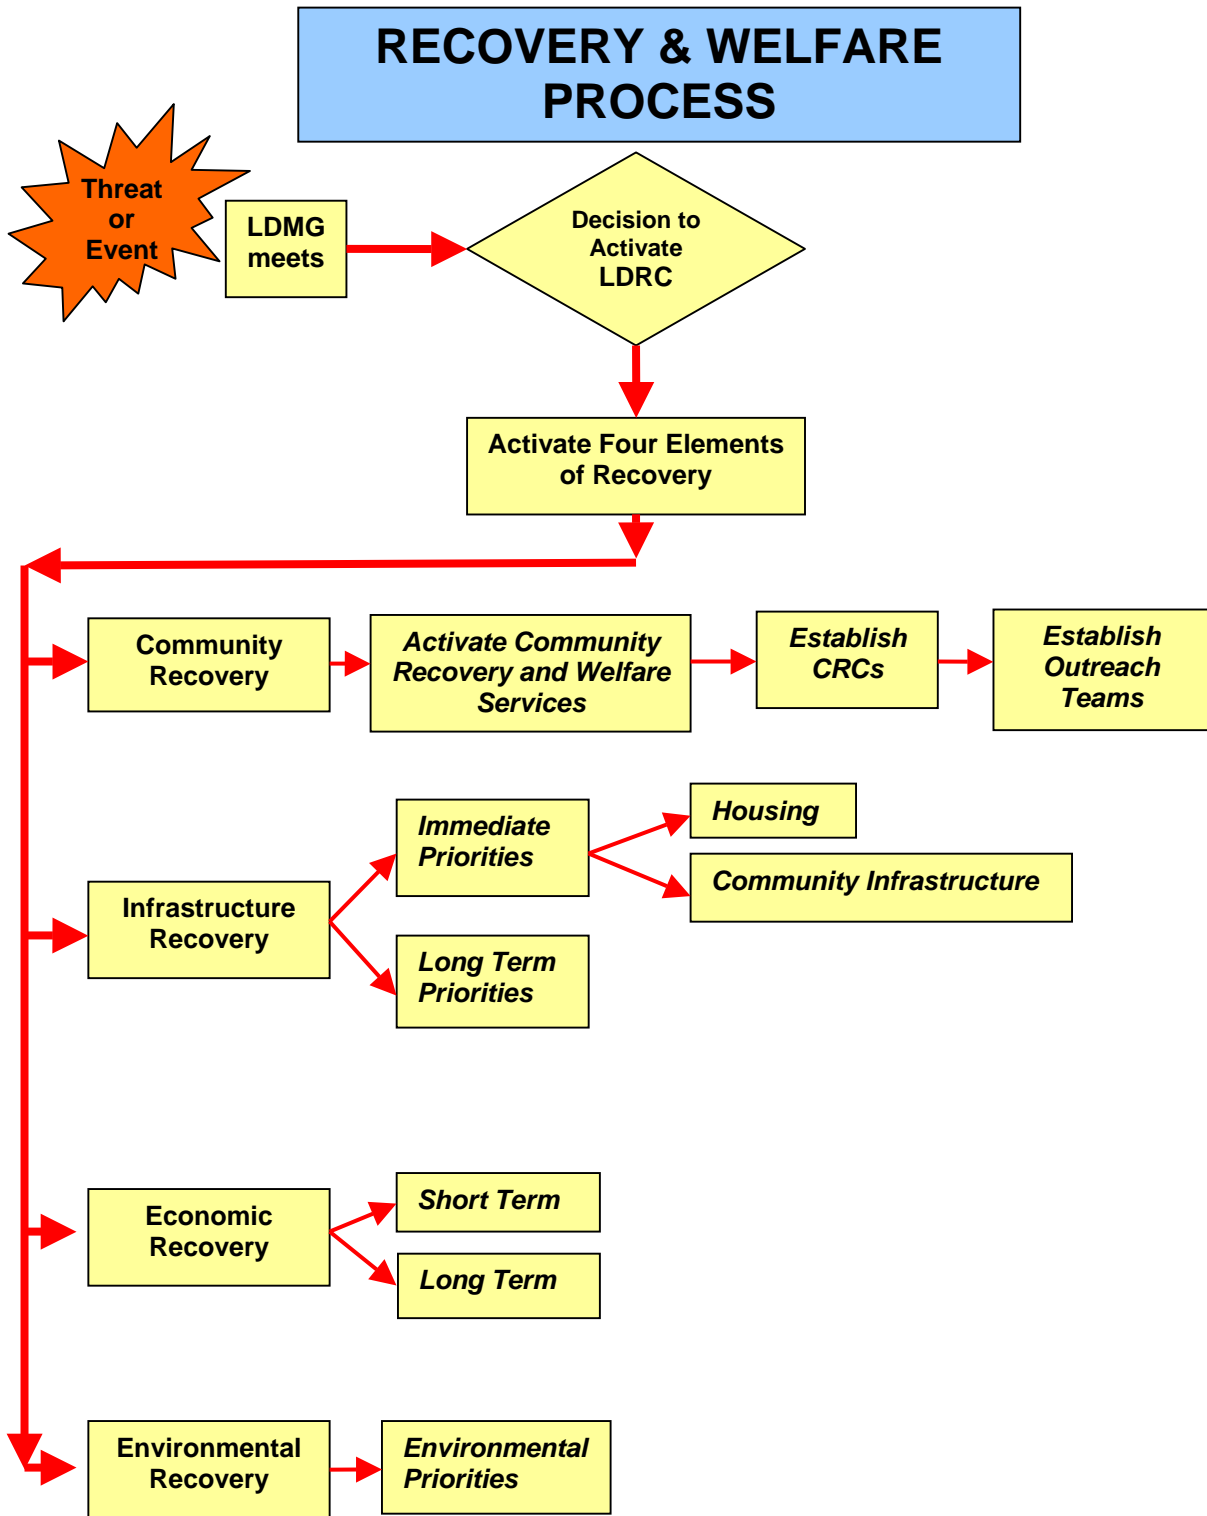 RECOVERY & WELFARE
PROCESS
Threat
or
Event
LDMG
meets
Decision to
Activate
LDRC
Activate Four Elements
of Recovery
Community
Recovery
Activate Community
Recovery and Welfare
Services
Establish
CRCs
Establish
Outreach
Teams
Infrastructure
Recovery
Immediate
Priorities
Housing
Community Infrastructure
Long Term
Priorities
Economic
Recovery
Short Term
Long Term
Environmental
Recovery
Environmental
Priorities